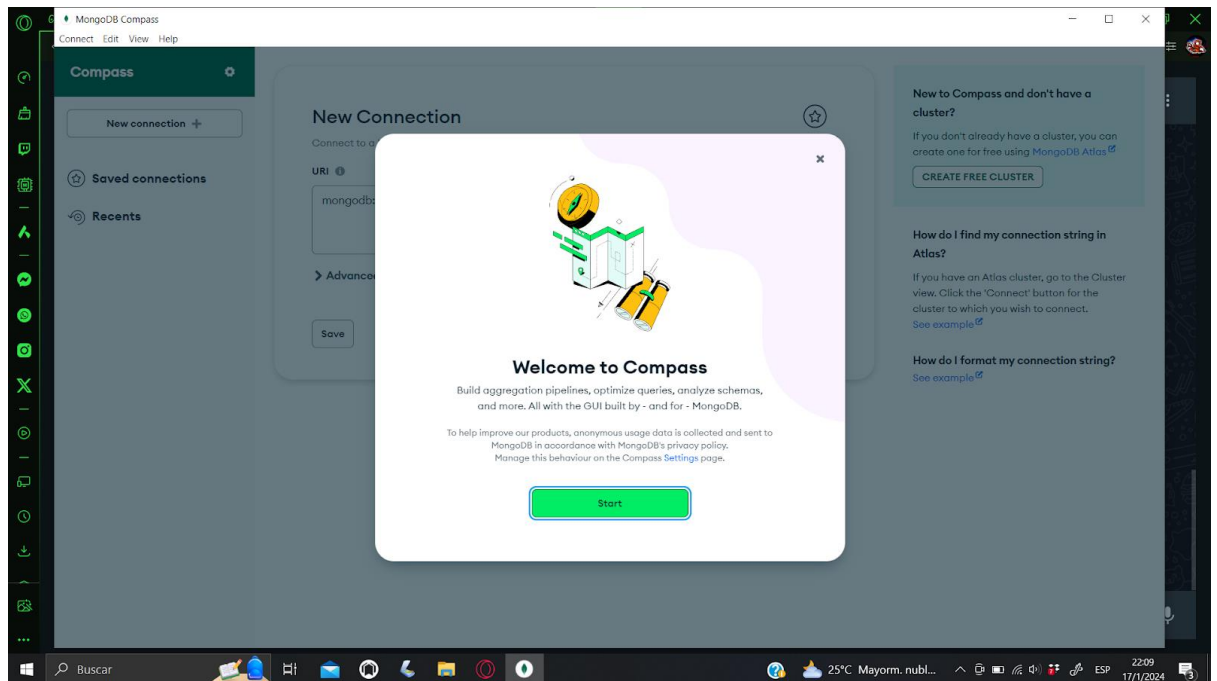 MongoDB Compass
Connect Edit View Help
Compass
New connection +
Saved connections
Recents
New Connection
Connect to a
URI
mongodb:
Advanced
Save
New to Compass and don't have a
cluster?
If you don't already have a cluster, you can
create one for free using MongoDB Atlas
CREATE FREE CLUSTER
How do I find my connection string in
Atlas?
If you have an Atlas cluster, go to the Cluster
view. Click the 'Connect' button for the
cluster to which you wish to connect.
See example
How do I format my connection string?
See example
Welcome to Compass
Build aggregation pipelines, optimize queries, analyze schemas,
and more. All with the GUI built by - and for - MongoDB.
To help improve our products, anonymous usage data is collected and sent to
MongoDB in accordance with MongoDB's privacy policy.
Manage this behaviour on the Compass Settings page.
Start
Buscar
25°C Mayorm. nubl...
ESP
22:09
17/1/2024
3